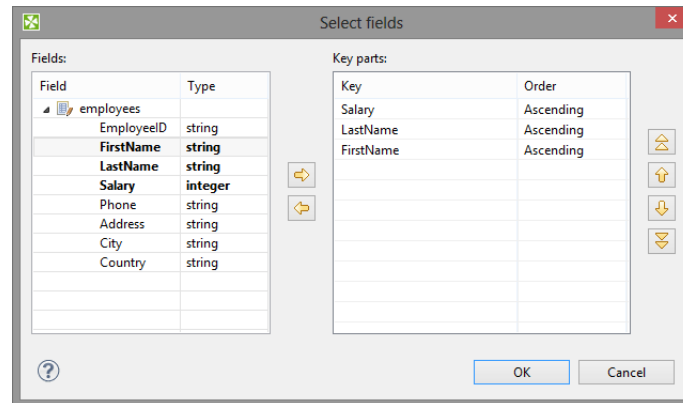 Select fields
Fields:
Key parts:
Field Type
employees
EmployeeID string
FirstName string
LastName string
Salary integer
Phone string
Address string
City string
Country string
Key Order
Salary Ascending
LastName Ascending
FirstName Ascending
OK Cancel